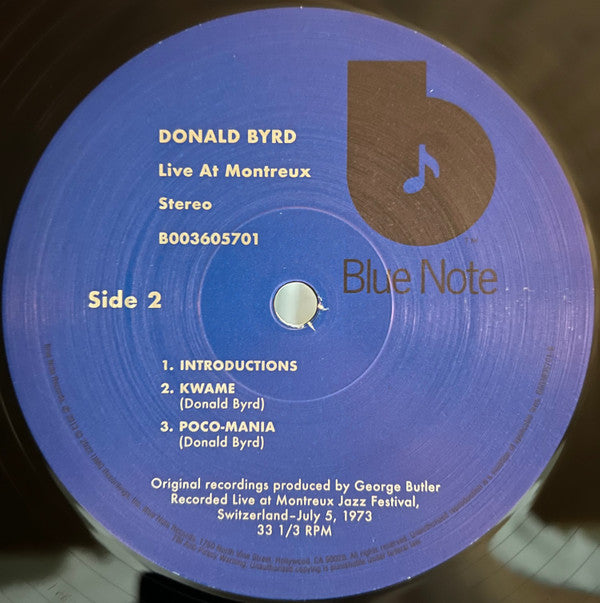 DONALD BYRD
Live At Montreux
Stereo
B003605701
Blue Note
TM
Side 2
1. INTRODUCTIONS
2. KWAME
(Donald Byrd)
3. POCO-MANIA
(Donald Byrd)
Original recordings produced by George Butler
Recorded Live at Montreux Jazz Festival,
Switzerland–July 5, 1973
33 1/3 RPM